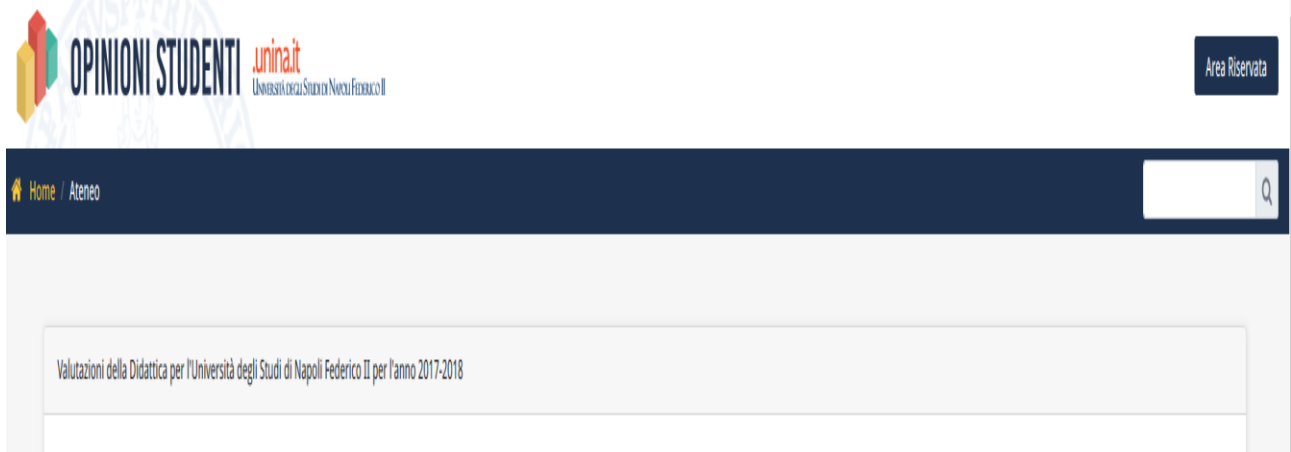 OPINIONI STUDENTI .unina.it
UNIVERSITÀ DEGLI STUDI DI NAPOLI FEDERICO II
Area Riservata
Home / Ateneo
Valutazioni della Didattica per l'Università degli Studi di Napoli Federico II per l'anno 2017-2018